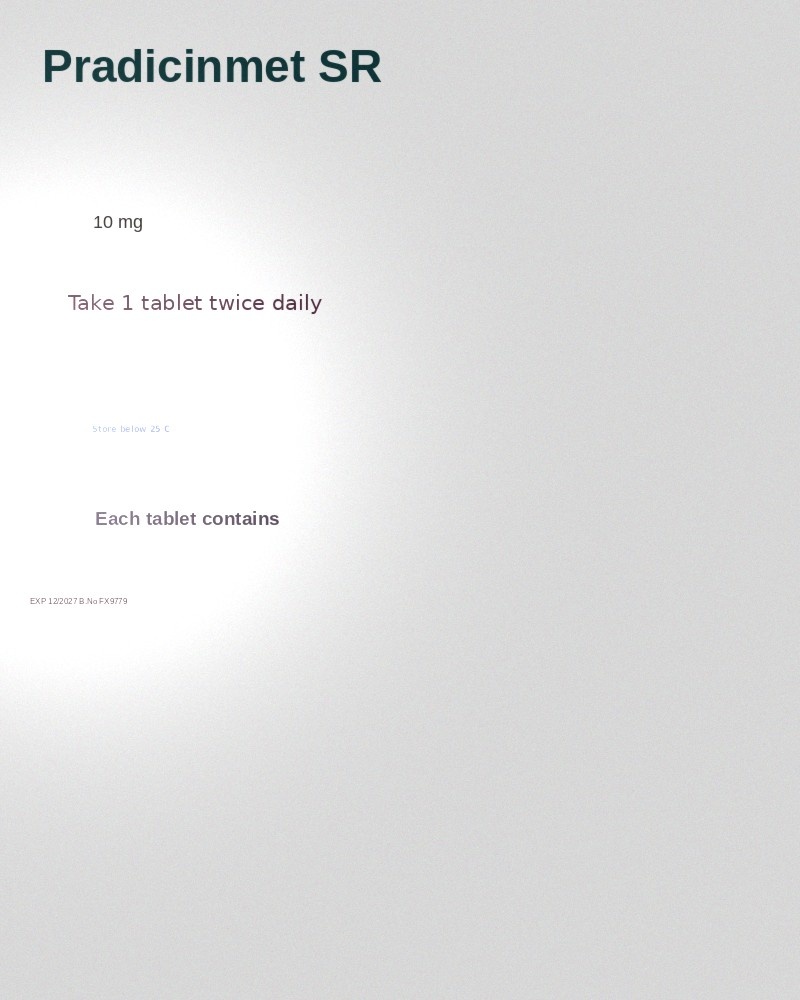 Pradicinmet SR
10 mg
Take 1 tablet twice daily
Store below 25 C
Each tablet contains
EXP 12/2027 B.No FX9779